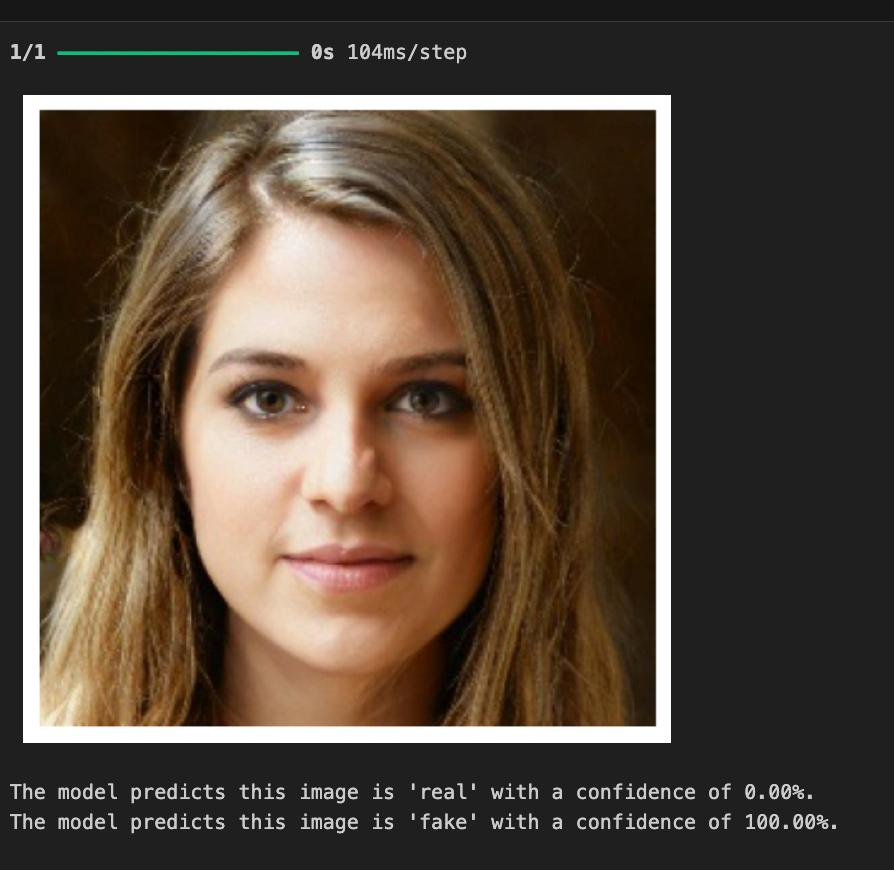 1/1 0s 104ms/step
The model predicts this image is 'real' with a confidence of 0.00%.
The model predicts this image is 'fake' with a confidence of 100.00%.